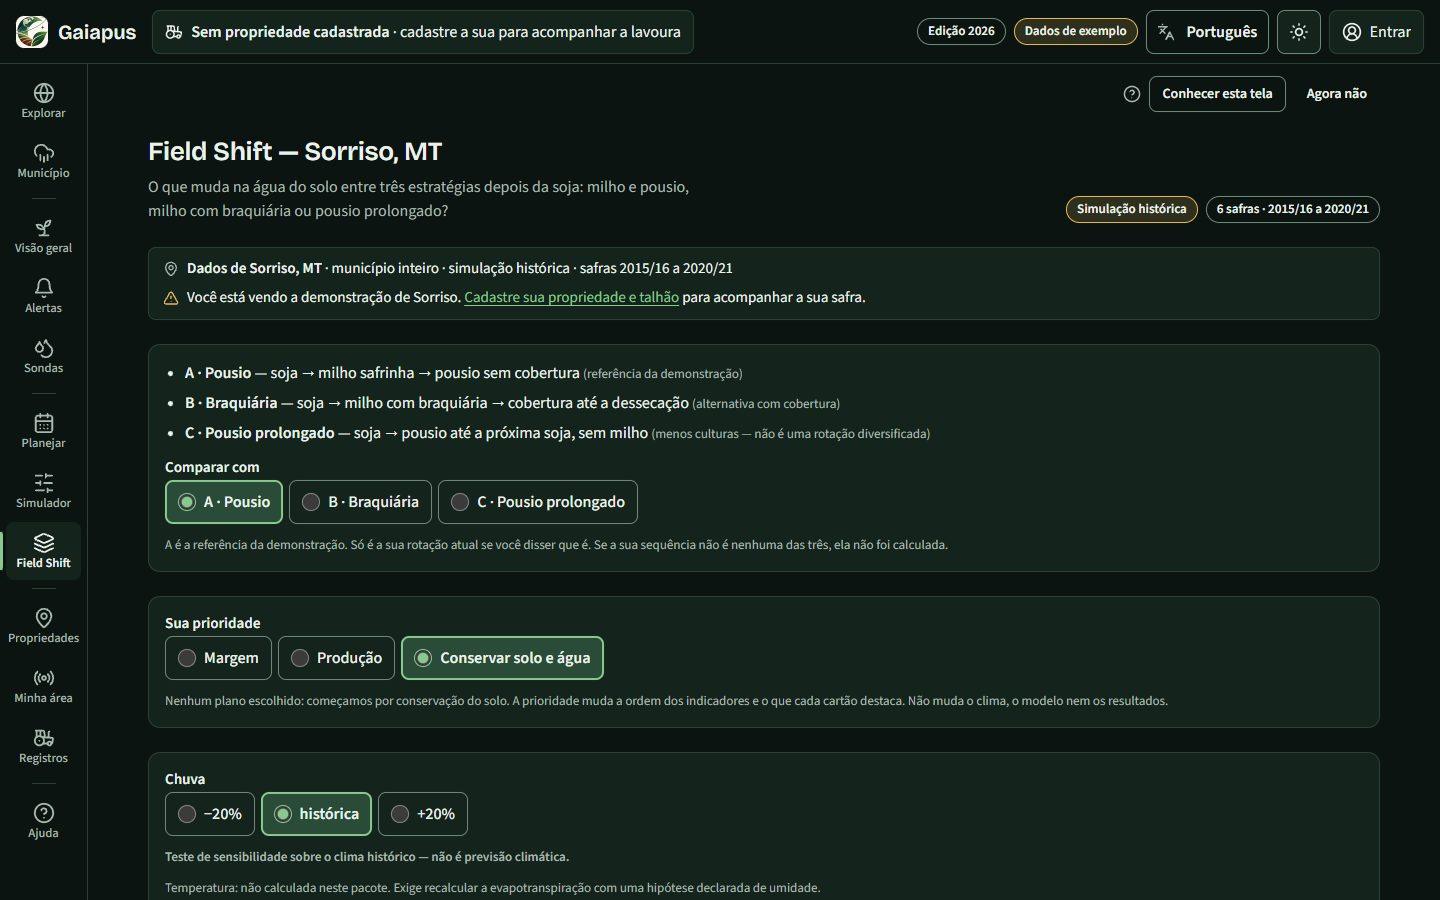 Gaiapus
Sem propriedade cadastrada · cadastre a sua para acompanhar a lavoura
Edição 2026
Dados de exemplo
Português
Entrar
Explorar
Município
Visão geral
Alertas
Sondas
Planejar
Simulador
Field Shift
Propriedades
Minha área
Registros
Ajuda
Conhecer esta tela
Agora não
Field Shift — Sorriso, MT
O que muda na água do solo entre três estratégias depois da soja: milho e pousio,
milho com braquiária ou pousio prolongado?
Simulação histórica
6 safras · 2015/16 a 2020/21
Dados de Sorriso, MT · município inteiro · simulação histórica · safras 2015/16 a 2020/21
Você está vendo a demonstração de Sorriso. Cadastre sua propriedade e talhão para acompanhar a sua safra.
• A · Pousio — soja → milho safrinha → pousio sem cobertura (referência da demonstração)
• B · Braquiária — soja → milho com braquiária → cobertura até a dessecação (alternativa com cobertura)
• C · Pousio prolongado — soja → pousio até a próxima soja, sem milho (menos culturas — não é uma rotação diversificada)
Comparar com
A · Pousio
B · Braquiária
C · Pousio prolongado
A é a referência da demonstração. Só é a sua rotação atual se você disser que é. Se a sua sequência não é nenhuma das três, ela não foi calculada.
Sua prioridade
Margem
Produção
Conservar solo e água
Nenhum plano escolhido: começamos por conservação do solo. A prioridade muda a ordem dos indicadores e o que cada cartão destaca. Não muda o clima, o modelo nem os resultados.
Chuva
−20%
histórica
+20%
Teste de sensibilidade sobre o clima histórico — não é previsão climática.
Temperatura: não calculada neste pacote. Exige recalcular a evapotranspiração com uma hipótese declarada de umidade.